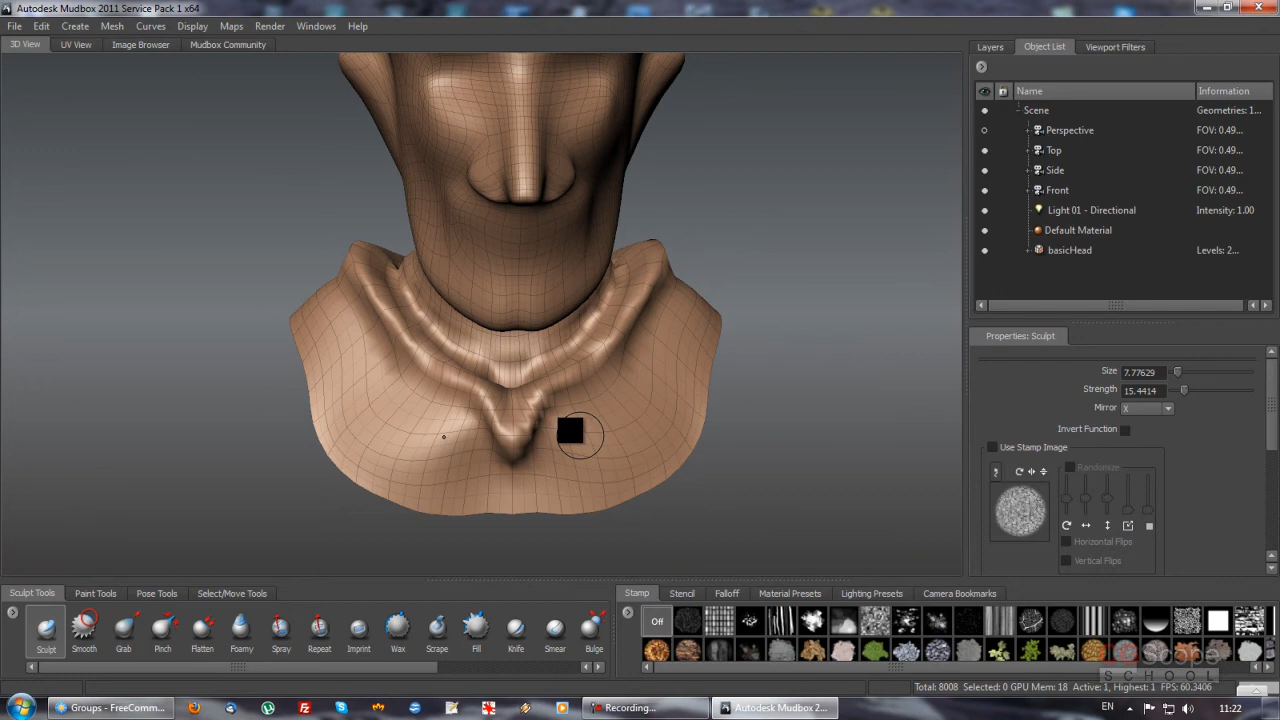 Autodesk Mudbox 2011 Service Pack 1 x64
File Edit Create Mesh Curves Display Maps Render Windows Help
3D View UV View Image Browser Mudbox Community
Layers Object List Viewport Filters
Name Information
Scene Geometries: 1...
Perspective FOV: 0.49...
Top FOV: 0.49...
Side FOV: 0.49...
Front FOV: 0.49...
Light 01 - Directional Intensity: 1.00
Default Material
basicHead Levels: 2...
Properties: Sculpt
Size 7.77629
Strength 15.4414
Mirror X
Invert Function
Use Stamp Image
Randomize
Horizontal Flips
Vertical Flips
Sculpt Tools Paint Tools Pose Tools Select/Move Tools
Stamp Stencil Falloff Material Presets Lighting Presets Camera Bookmarks
Off
Sculpt Smooth Grab Pinch Flatten Foamy Spray Repeat Imprint Wax Scrape Fill Knife Smear Bulge
Scope
SCHOOL
Total: 8008 Selected: 0 GPU Mem: 18 Active: 1, Highest: 1 FPS: 60.3406
Groups - FreeComm... Recording... Autodesk Mudbox 2... EN 11:22